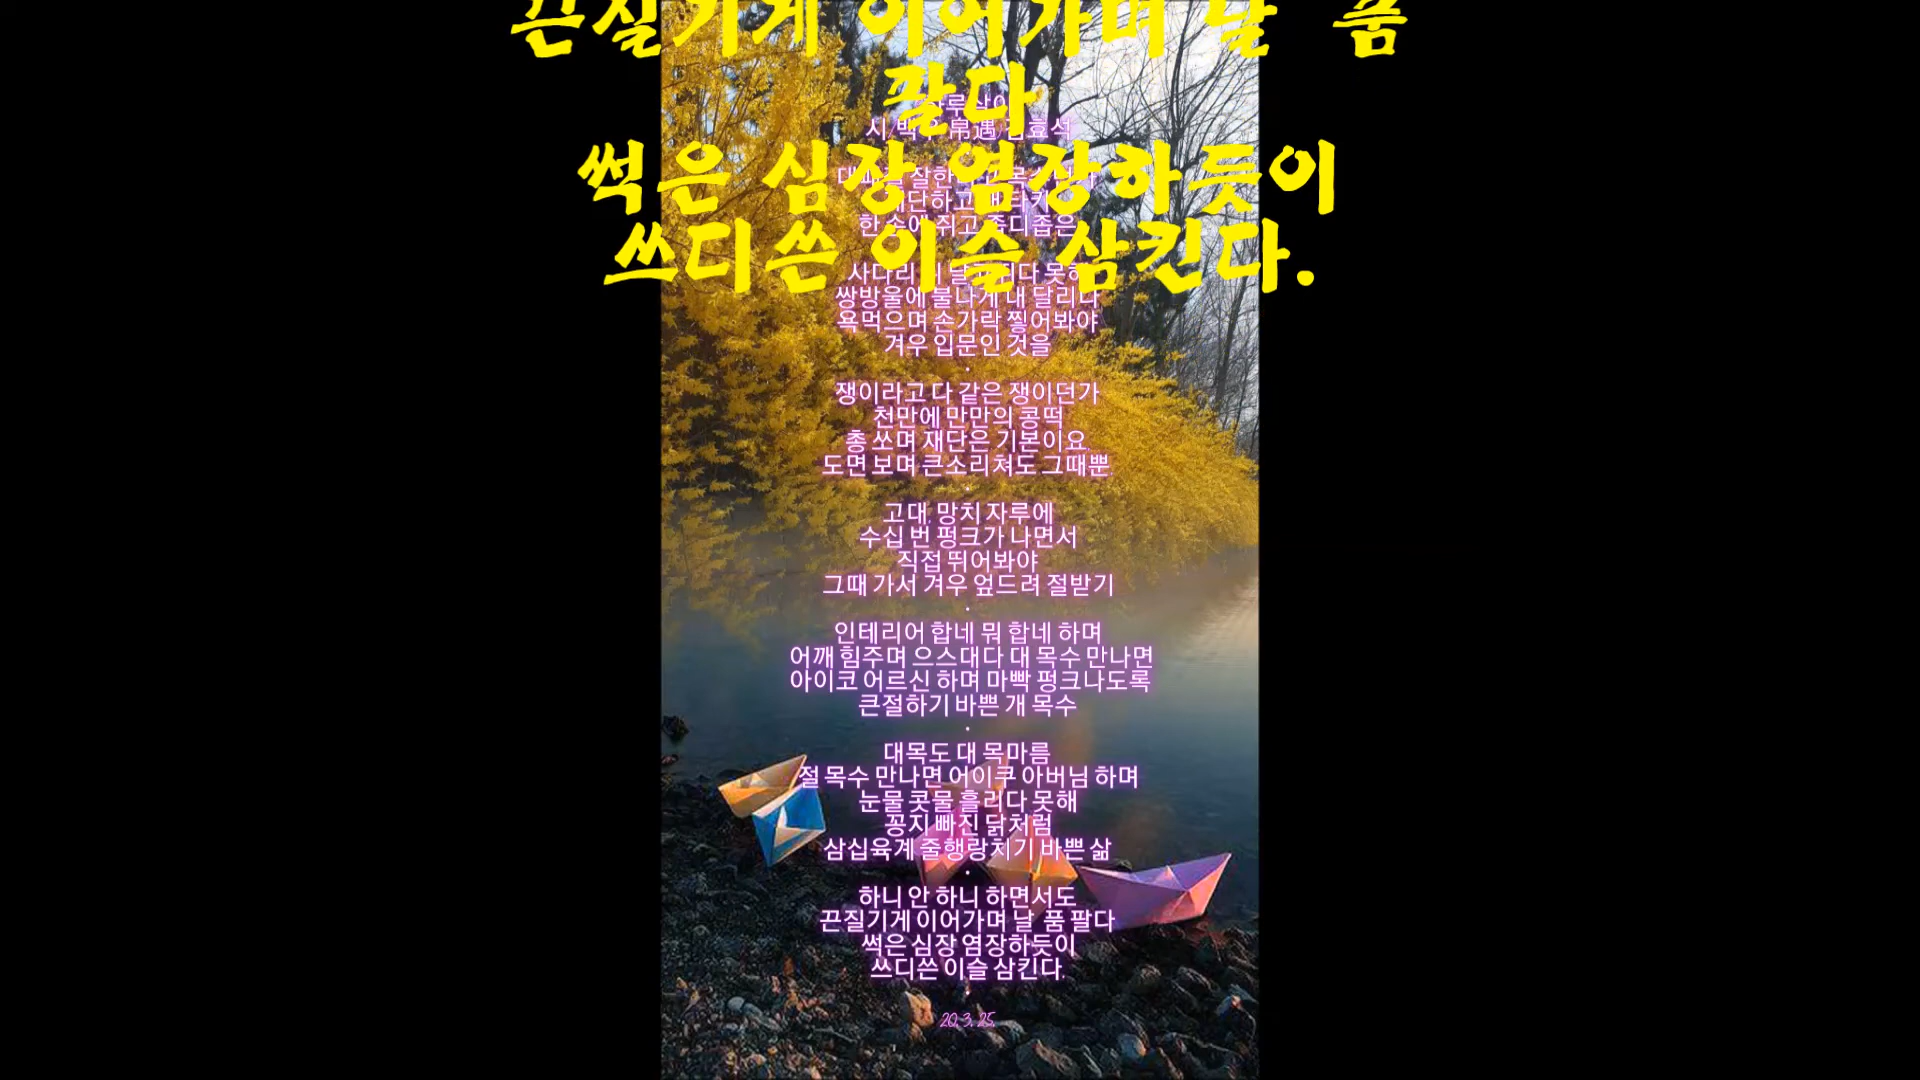 끈질기게 이어가며 날 품
팔다
썩은 심장 염장하듯이
쓰디쓴 이슬 삼킨다.
시/백우 帛遇 김효석
한 손에 쥐고 좁디좁은
쌍방울에 불나게 내 달리나
욕먹으며 손가락 찧어봐야
겨우 입문인 것을
.
쟁이라고 다 같은 쟁이던가
천만에 만만의 콩떡
총 쏘며 재단은 기본이요.
도면 보며 큰소리쳐도 그때뿐.
.
고대. 망치 자루에
수십 번 펑크가 나면서
직접 뛰어봐야
그때 가서 겨우 엎드려 절받기
.
인테리어 합네 뭐 합네 하며
어깨 힘주며 으스대다 대 목수 만나면
아이코 어르신 하며 마빡 펑크나도록
큰절하기 바쁜 개 목수
.
대목도 대 목마름
절 목수 만나면 어이쿠 아버님 하며
눈물 콧물 흘리다 못해
꽁지 빠진 닭처럼
삼십육계 줄행랑치기 바쁜 삶
.
하니 안 하니 하면서도
끈질기게 이어가며 날 품 팔다
썩은 심장 염장하듯이
쓰디쓴 이슬 삼킨다.
20. 3. 25.